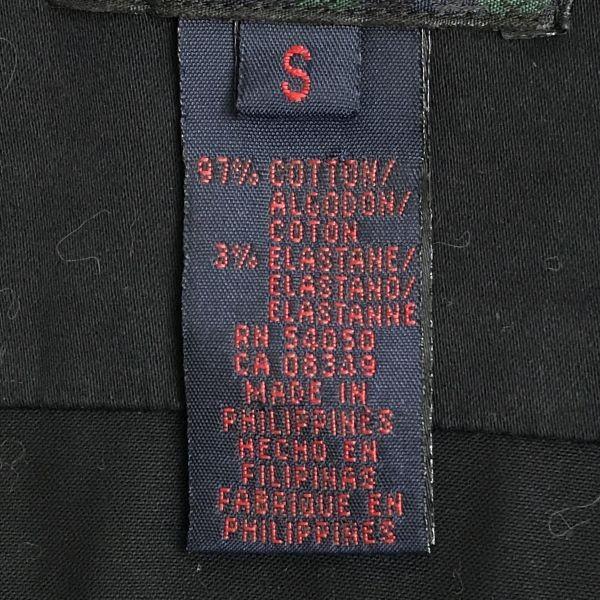 S
97% COTTON/
ALGODON/
COTON
3% ELASTANE/
ELASTANO/
ELASTANNE
RN 54050
CA 06349
MADE IN
PHILIPPINES
HECHO EN
FILIPINAS
FABRIQUE EN
PHILIPPINES